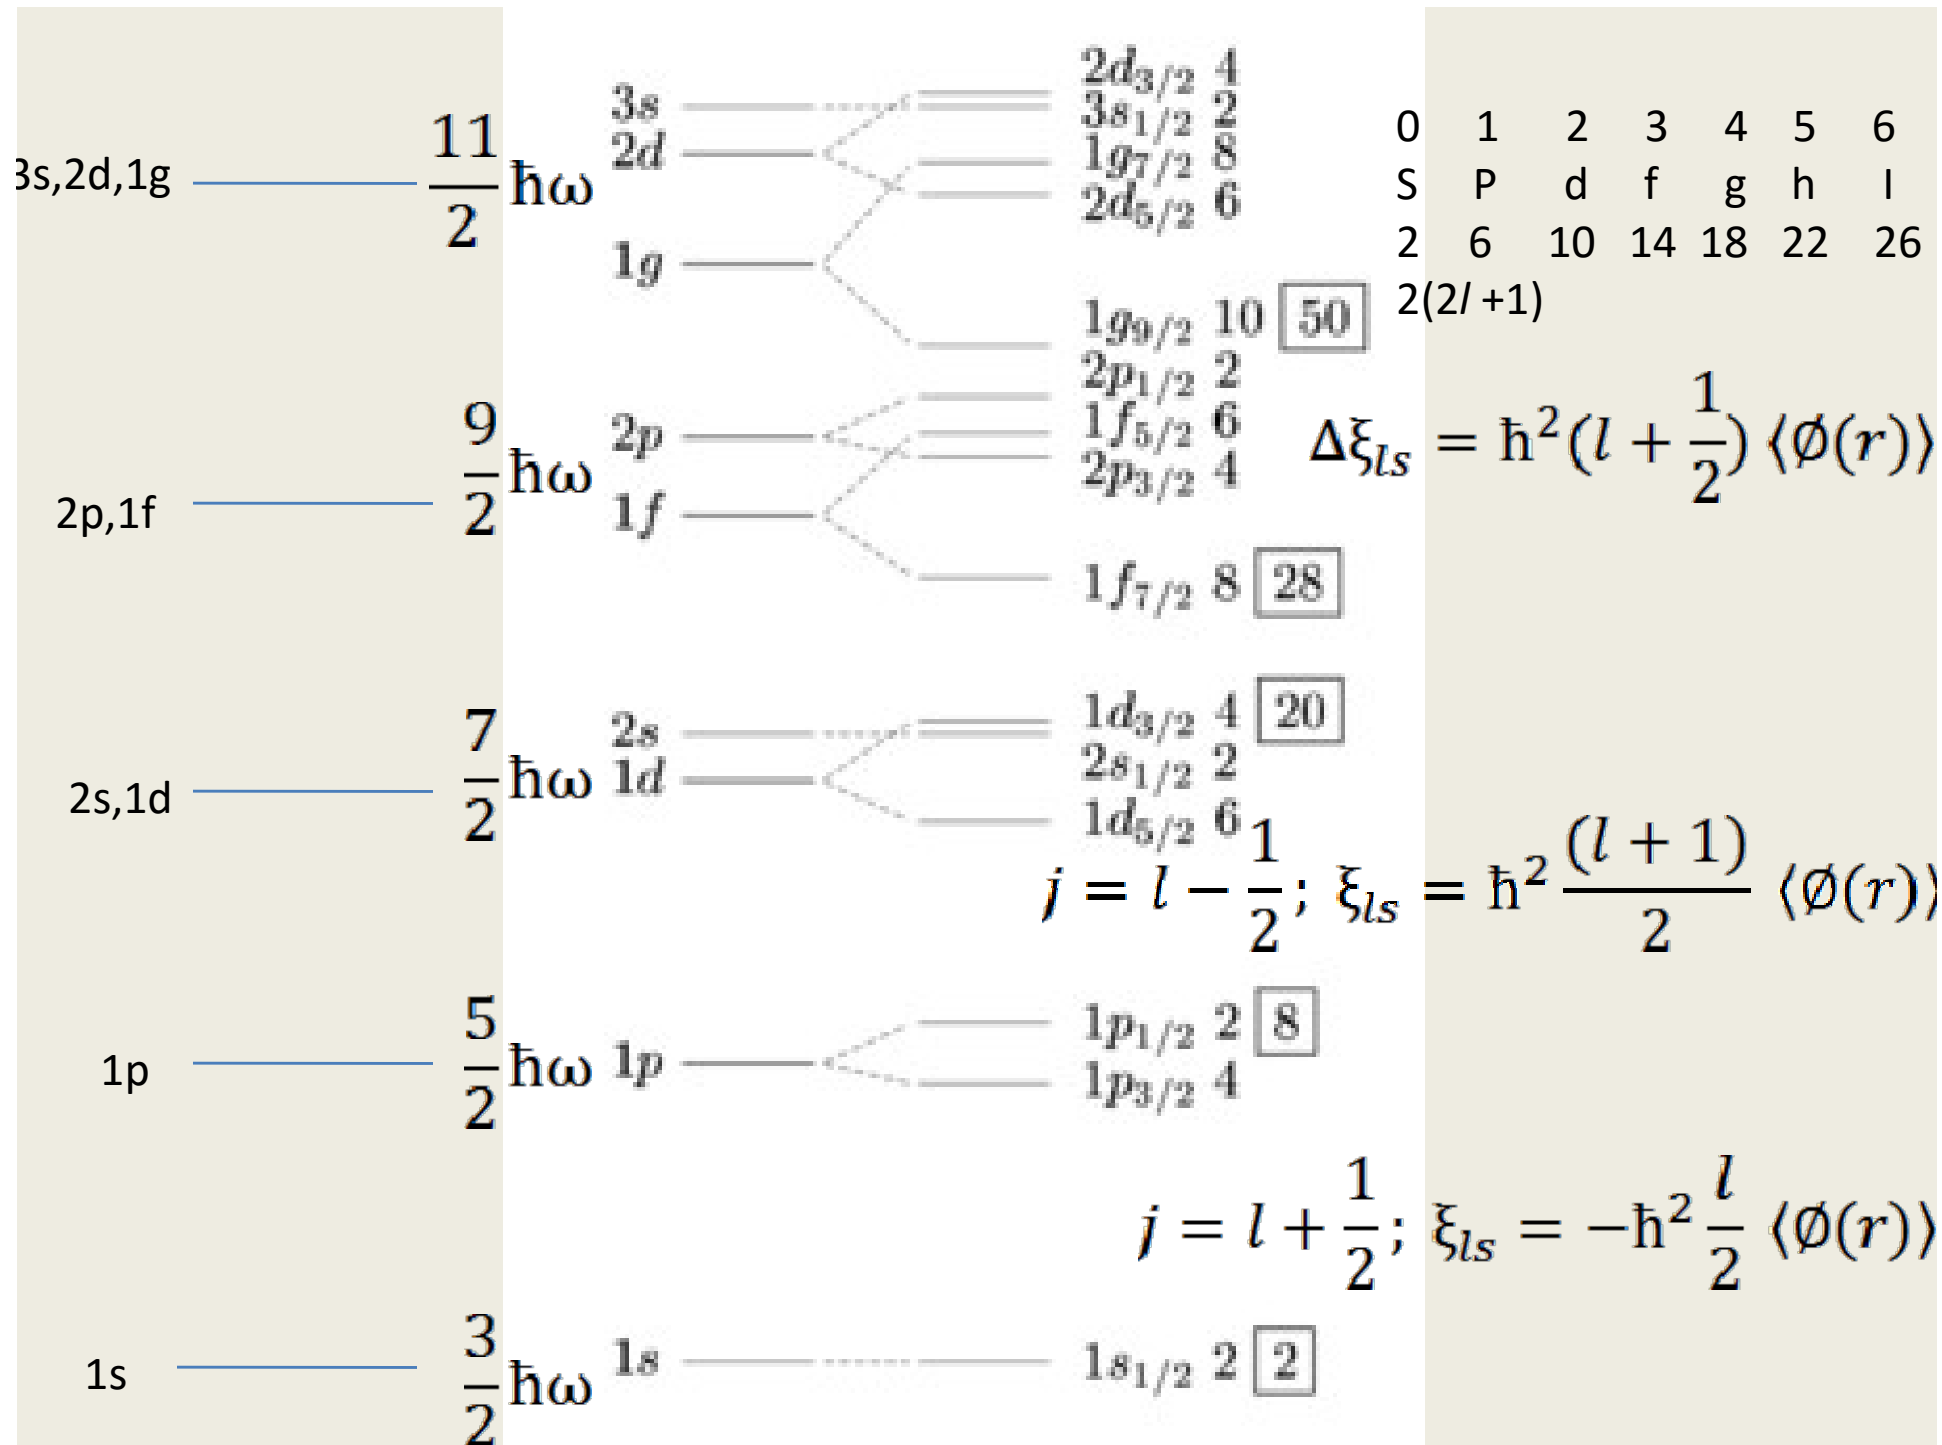 3s,2d,1g
11/2 ħω
3s
2d
1g
2d3/2 4
3s1/2 2
1g7/2 8
2d5/2 6
1g9/2 10 50
0 1 2 3 4 5 6
S P d f g h I
2 6 10 14 18 22 26
2(2l +1)
2p,1f
9/2 ħω
2p
1f
2p1/2 2
1f5/2 6
2p3/2 4
1f7/2 8 28
Δξls = ħ²(l + 1/2) ⟨Ø(r)⟩
2s,1d
7/2 ħω
2s
1d
1d3/2 4 20
2s1/2 2
1d5/2 6
j = l − 1/2; ξls = ħ² (l + 1)/2 ⟨Ø(r)⟩
1p
5/2 ħω
1p
1p1/2 2 8
1p3/2 4
j = l + 1/2; ξls = −ħ² l/2 ⟨Ø(r)⟩
1s
3/2 ħω
1s
1s1/2 2 2